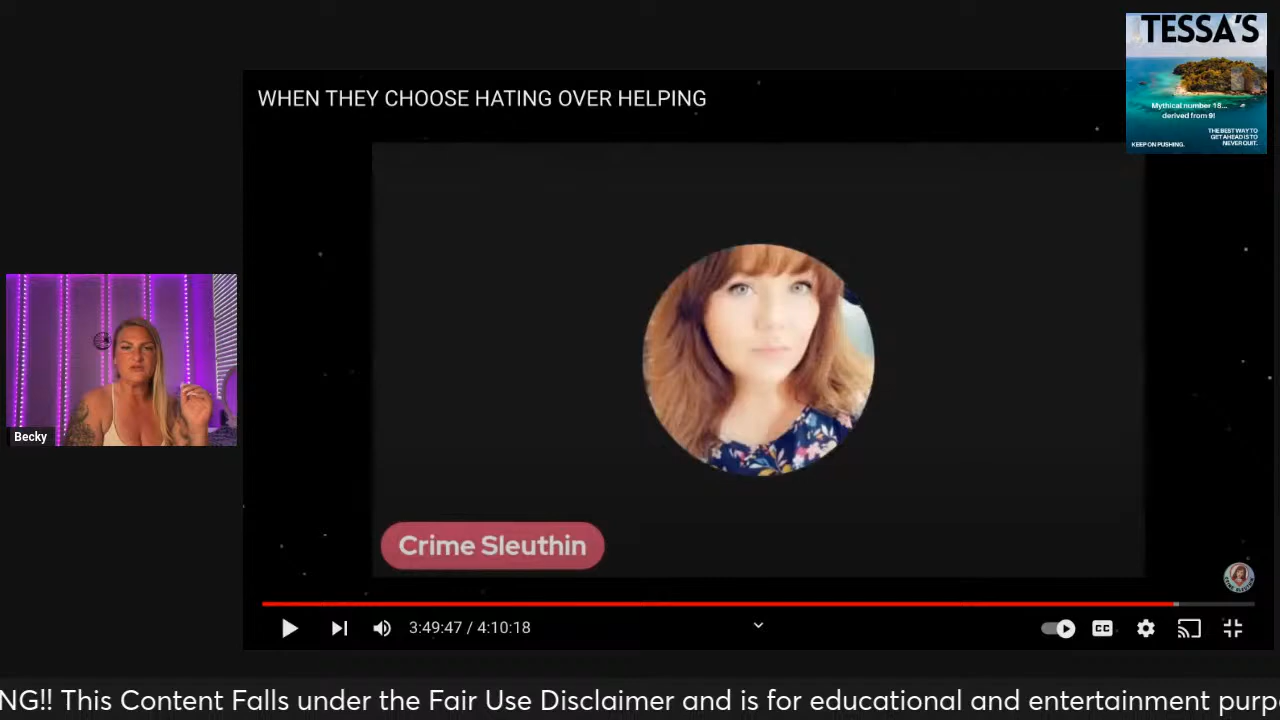 TESSA'S
Mythical number 18...
derived from 9!
THE BEST WAY TO
GET AHEAD IS TO
NEVER QUIT.
KEEP ON PUSHING.
WHEN THEY CHOOSE HATING OVER HELPING
Becky
Crime Sleuthin
3:49:47 / 4:10:18
CC
NG!! This Content Falls under the Fair Use Disclaimer and is for educational and entertainment purp